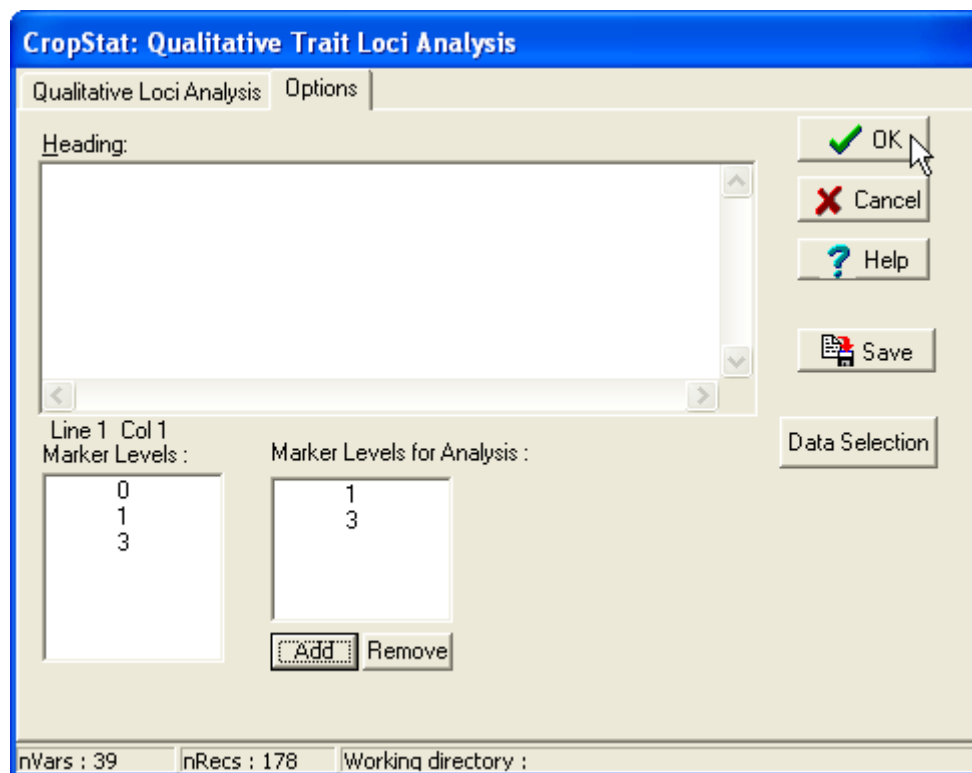 CropStat: Qualitative Trait Loci Analysis
Qualitative Loci Analysis Options
Heading:
OK
Cancel
Help
Save
Data Selection
Line 1 Col 1
Marker Levels :
0
1
3
Marker Levels for Analysis :
1
3
Add Remove
nVars : 39 nRecs : 178 Working directory :